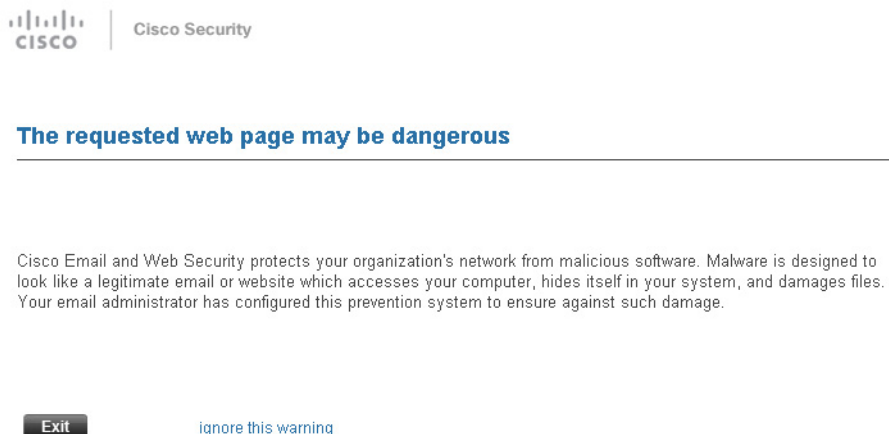 CISCO
Cisco Security
The requested web page may be dangerous
Cisco Email and Web Security protects your organization's network from malicious software. Malware is designed to
look like a legitimate email or website which accesses your computer, hides itself in your system, and damages files.
Your email administrator has configured this prevention system to ensure against such damage.
Exit
ignore this warning